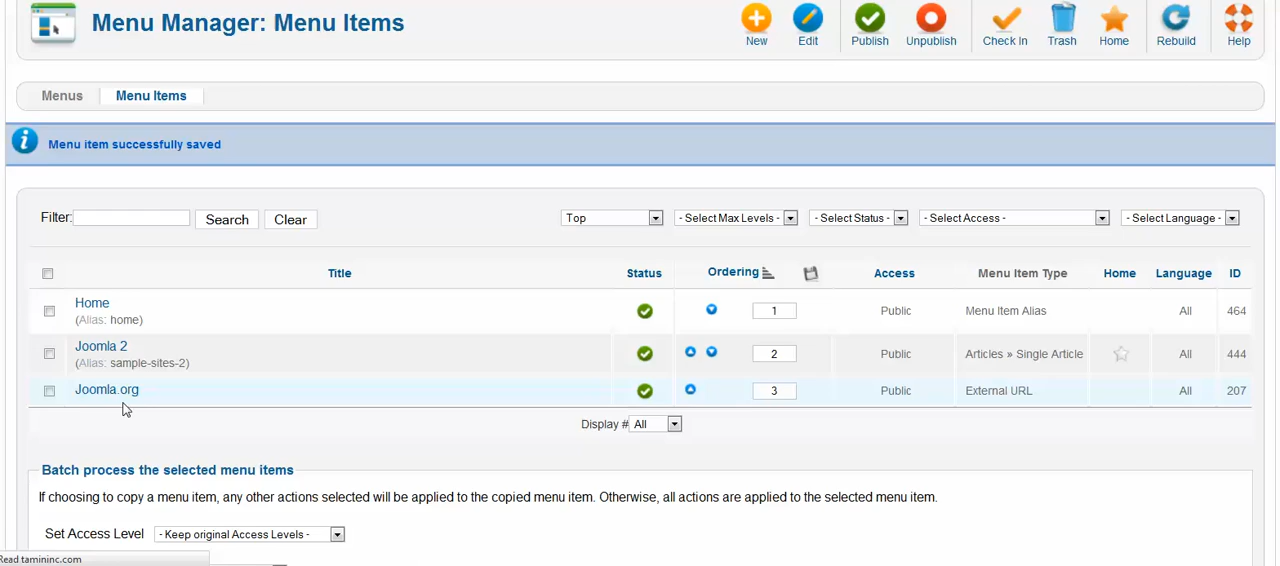 Menu Manager: Menu Items
New Edit Publish Unpublish Check In Trash Home Rebuild Help
Menus Menu Items
Menu item successfully saved
Filter: Search Clear Top - Select Max Levels - - Select Status - - Select Access - - Select Language -
Title Status Ordering Access Menu Item Type Home Language ID
Home
(Alias: home) 1 Public Menu Item Alias All 464
Joomla 2
(Alias: sample-sites-2) 2 Public Articles » Single Article All 444
Joomla.org 3 Public External URL All 207
Display # All
Batch process the selected menu items
If choosing to copy a menu item, any other actions selected will be applied to the copied menu item. Otherwise, all actions are applied to the selected menu item.
Set Access Level - Keep original Access Levels -
Read tamininc.com